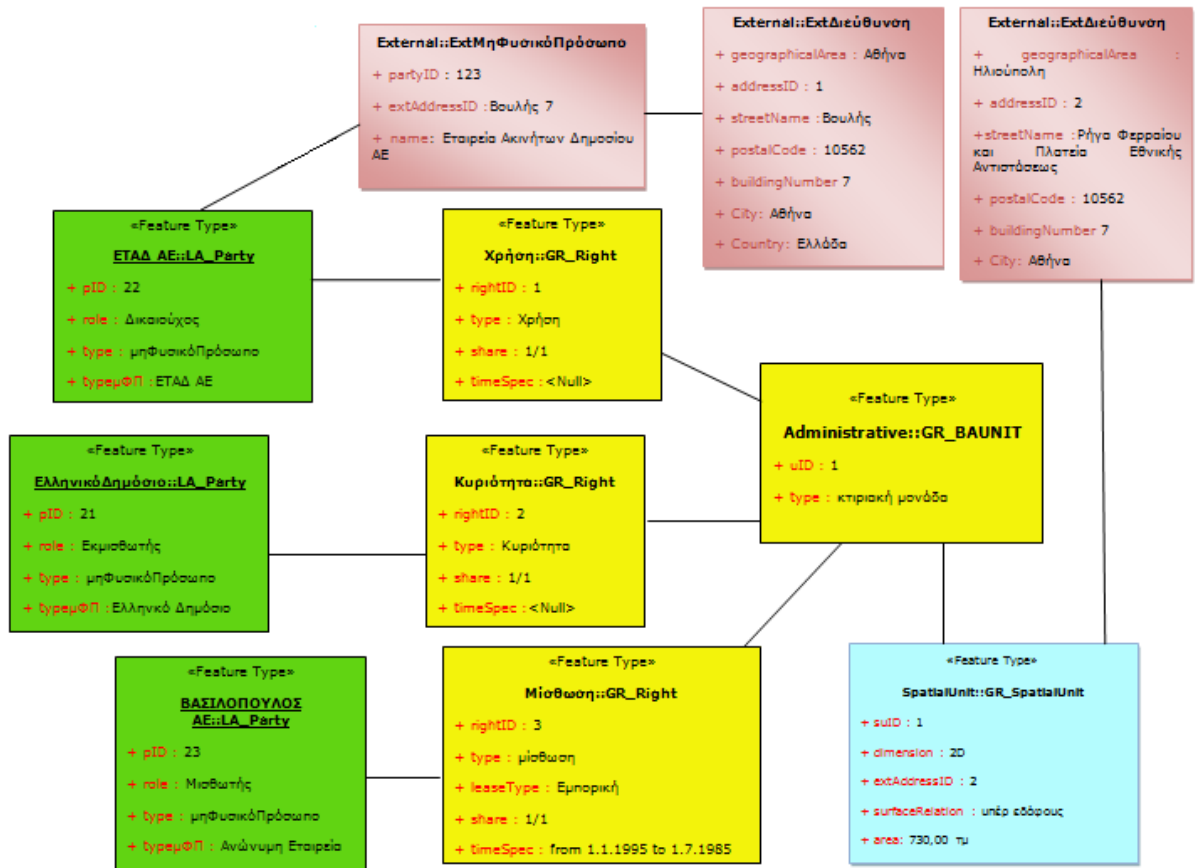 External::ExtΜηΦυσικόΠρόσωπο
+ partyID : 123
+ extAddressID :Βουλής 7
+ name: Εταιρεία Ακινήτων Δημοσίου
ΑΕ
External::ExtΔιεύθυνση
+ geographicalArea : Αθήνα
+ addressID : 1
+ streetName :Βουλής
+ postalCode : 10562
+ buildingNumber 7
+ City: Αθήνα
+ Country: Ελλάδα
External::ExtΔιεύθυνση
+ geographicalArea :
Ηλιούπολη
+ addressID : 2
+streetName :Ρήγα Φερραίου
και Πλατεία Εθνικής
Αντιστάσεως
+ postalCode : 10562
+ buildingNumber 7
+ City: Αθήνα
«Feature Type»
ΕΤΑΔ ΑΕ::LA_Party
+ pID : 22
+ role : Δικαιούχος
+ type : μηΦυσικόΠρόσωπο
+ typeμΦΠ :ΕΤΑΔ ΑΕ
«Feature Type»
Χρήση::GR_Right
+ rightID : 1
+ type : Χρήση
+ share : 1/1
+ timeSpec :<Null>
«Feature Type»
Administrative::GR_BAUNIT
+ uID : 1
+ type : κτιριακή μονάδα
«Feature Type»
ΕλληνικόΔημόσιο::LA_Party
+ pID : 21
+ role : Εκμισθωτής
+ type : μηΦυσικόΠρόσωπο
+ typeμΦΠ :Ελληνκό Δημόσιο
«Feature Type»
Κυριότητα::GR_Right
+ rightID : 2
+ type : Κυριότητα
+ share : 1/1
+ timeSpec :<Null>
«Feature Type»
ΒΑΣΙΛΟΠΟΥΛΟΣ
ΑΕ::LA_Party
+ pID : 23
+ role : Μισθωτής
+ type : μηΦυσικόΠρόσωπο
+ typeμΦΠ : Ανώνυμη Εταιρεία
«Feature Type»
Μίσθωση::GR_Right
+ rightID : 3
+ type : μίσθωση
+ leaseType : Εμπορική
+ share : 1/1
+ timeSpec : from 1.1.1995 to 1.7.1985
«Feature Type»
SpatialUnit::GR_SpatialUnit
+ suID : 1
+ dimension : 2D
+ extAddressID : 2
+ surfaceRelation : υπέρ εδάφους
+ area: 730,00 τμ